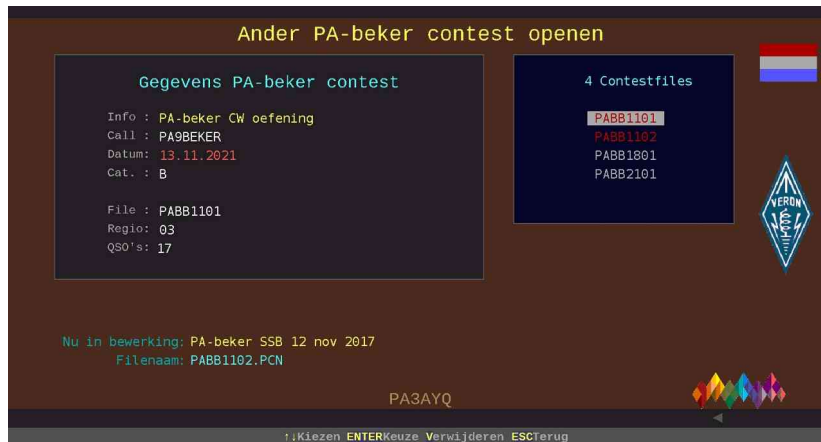 Ander PA-beker contest openen
Gegevens PA-beker contest
Info : PA-beker CW oefening
Call : PA9BEKER
Datum: 13.11.2021
Cat. : B
File : PABB1101
Regio: 03
QSO's: 17
4 Contestfiles
PABB1101
PABB1102
PABB1801
PABB2101
VERON
Nu in bewerking: PA-beker SSB 12 nov 2017
Filenaam: PABB1102.PCN
PA3AYQ
↑↓Kiezen ENTERKeuze Verwijderen ESCTerug